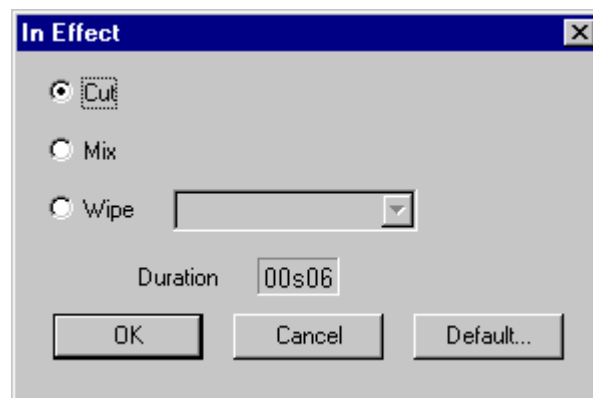 In Effect
Cut
Mix
Wipe
Duration 00s06
OK Cancel Default...